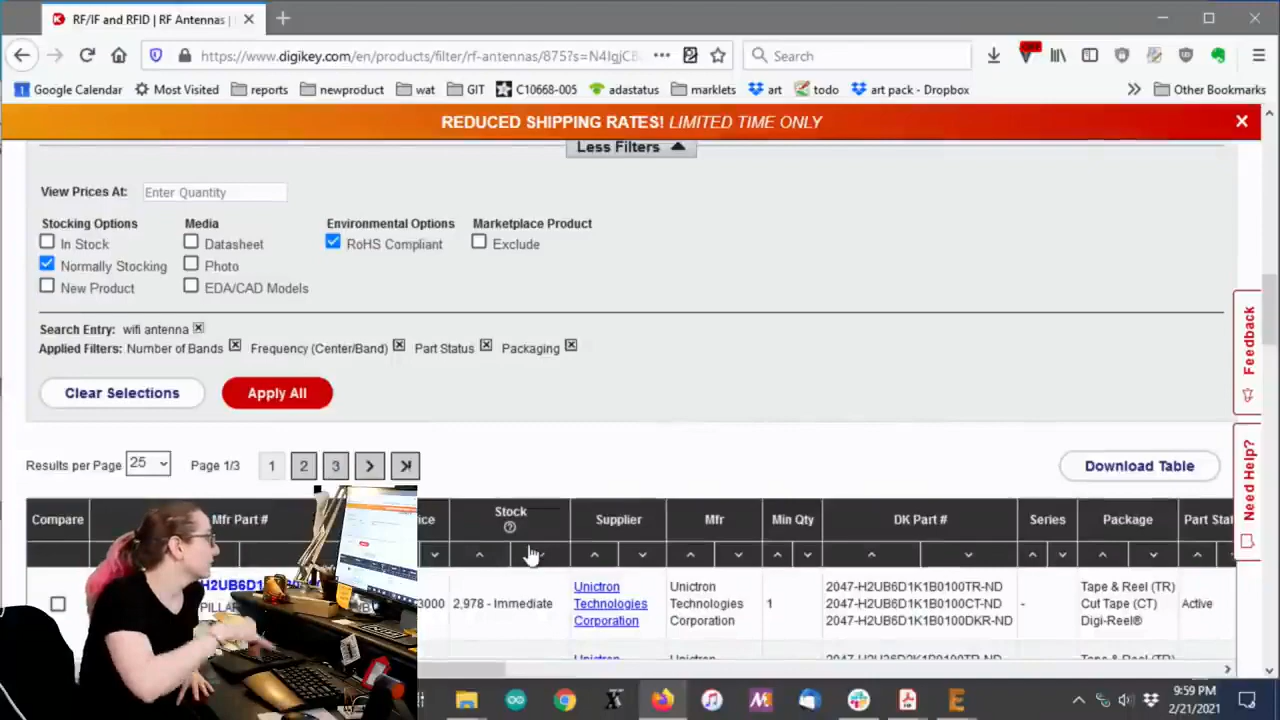 RF/IF and RFID | RF Antennas |
https://www.digikey.com/en/products/filter/rf-antennas/875?s=N4IgjCB
Search
Google Calendar Most Visited reports newproduct wat GIT C10668-005 adastatus marklets art todo art pack - Dropbox Other Bookmarks
REDUCED SHIPPING RATES! LIMITED TIME ONLY
Less Filters
View Prices At: Enter Quantity
Stocking Options Media Environmental Options Marketplace Product
In Stock Datasheet RoHS Compliant Exclude
Normally Stocking Photo
New Product EDA/CAD Models
Feedback
Search Entry: wifi antenna
Applied Filters: Number of Bands Frequency (Center/Band) Part Status Packaging
Clear Selections Apply All
Need Help?
Results per Page 25 Page 1/3 1 2 3 Download Table
Compare Mfr Part # Stock Supplier Mfr Min Qty DK Part # Series Package Part Stat
H2UB6D1
PILLAR
3000 2,978 - Immediate
Unictron Technologies Corporation
Unictron Technologies Corporation
1
2047-H2UB6D1K1B0100TR-ND
2047-H2UB6D1K1B0100CT-ND
2047-H2UB6D1K1B0100DKR-ND
-
Tape & Reel (TR)
Cut Tape (CT)
Digi-Reel®
Active
9:59 PM
2/21/2021